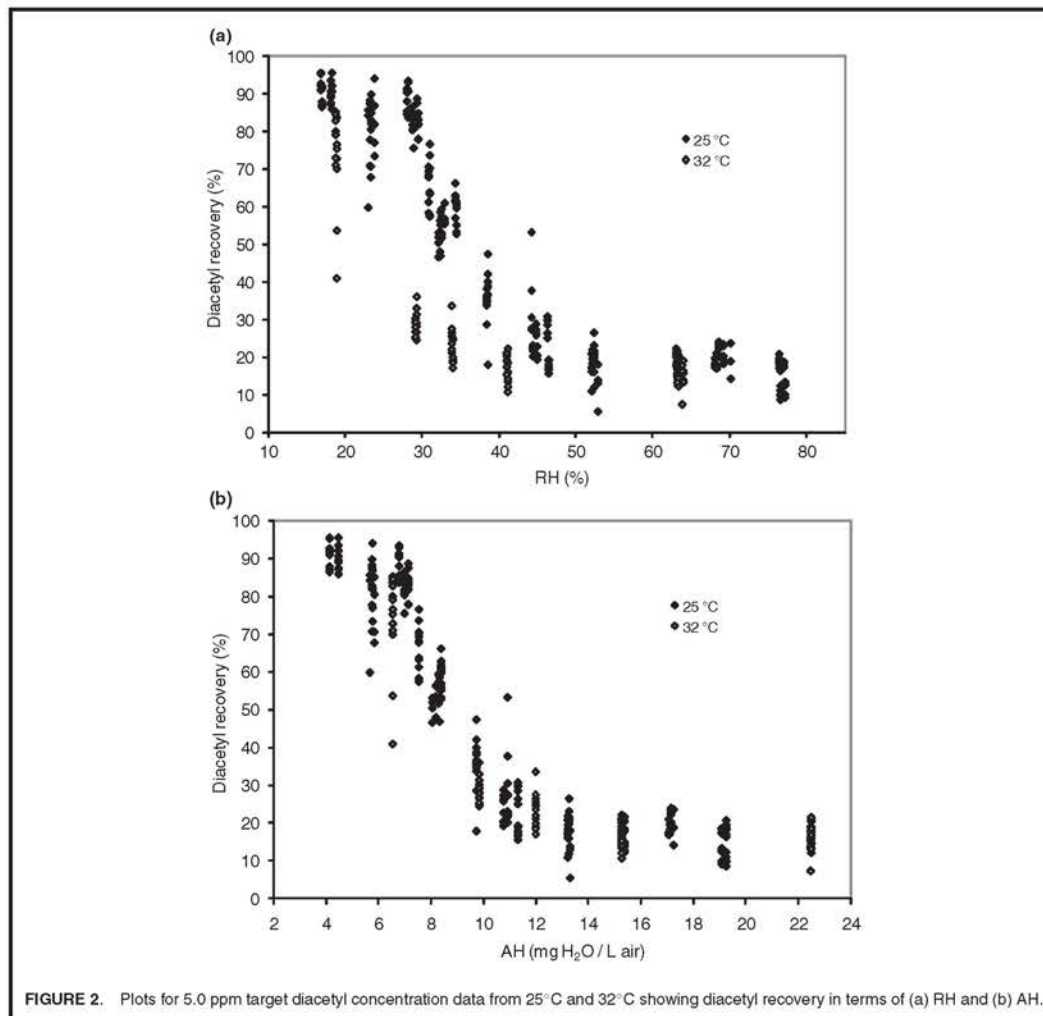 (a)
100
90
80
70
60
50
40
30
20
10
0
Diacetyl recovery (%)
25 °C
32 °C
10 20 30 40 50 60 70 80
RH (%)
(b)
100
90
80
70
60
50
40
30
20
10
0
Diacetyl recovery (%)
25 °C
32 °C
2 4 6 8 10 12 14 16 18 20 22 24
AH (mg H₂O / L air)
FIGURE 2. Plots for 5.0 ppm target diacetyl concentration data from 25°C and 32°C showing diacetyl recovery in terms of (a) RH and (b) AH.